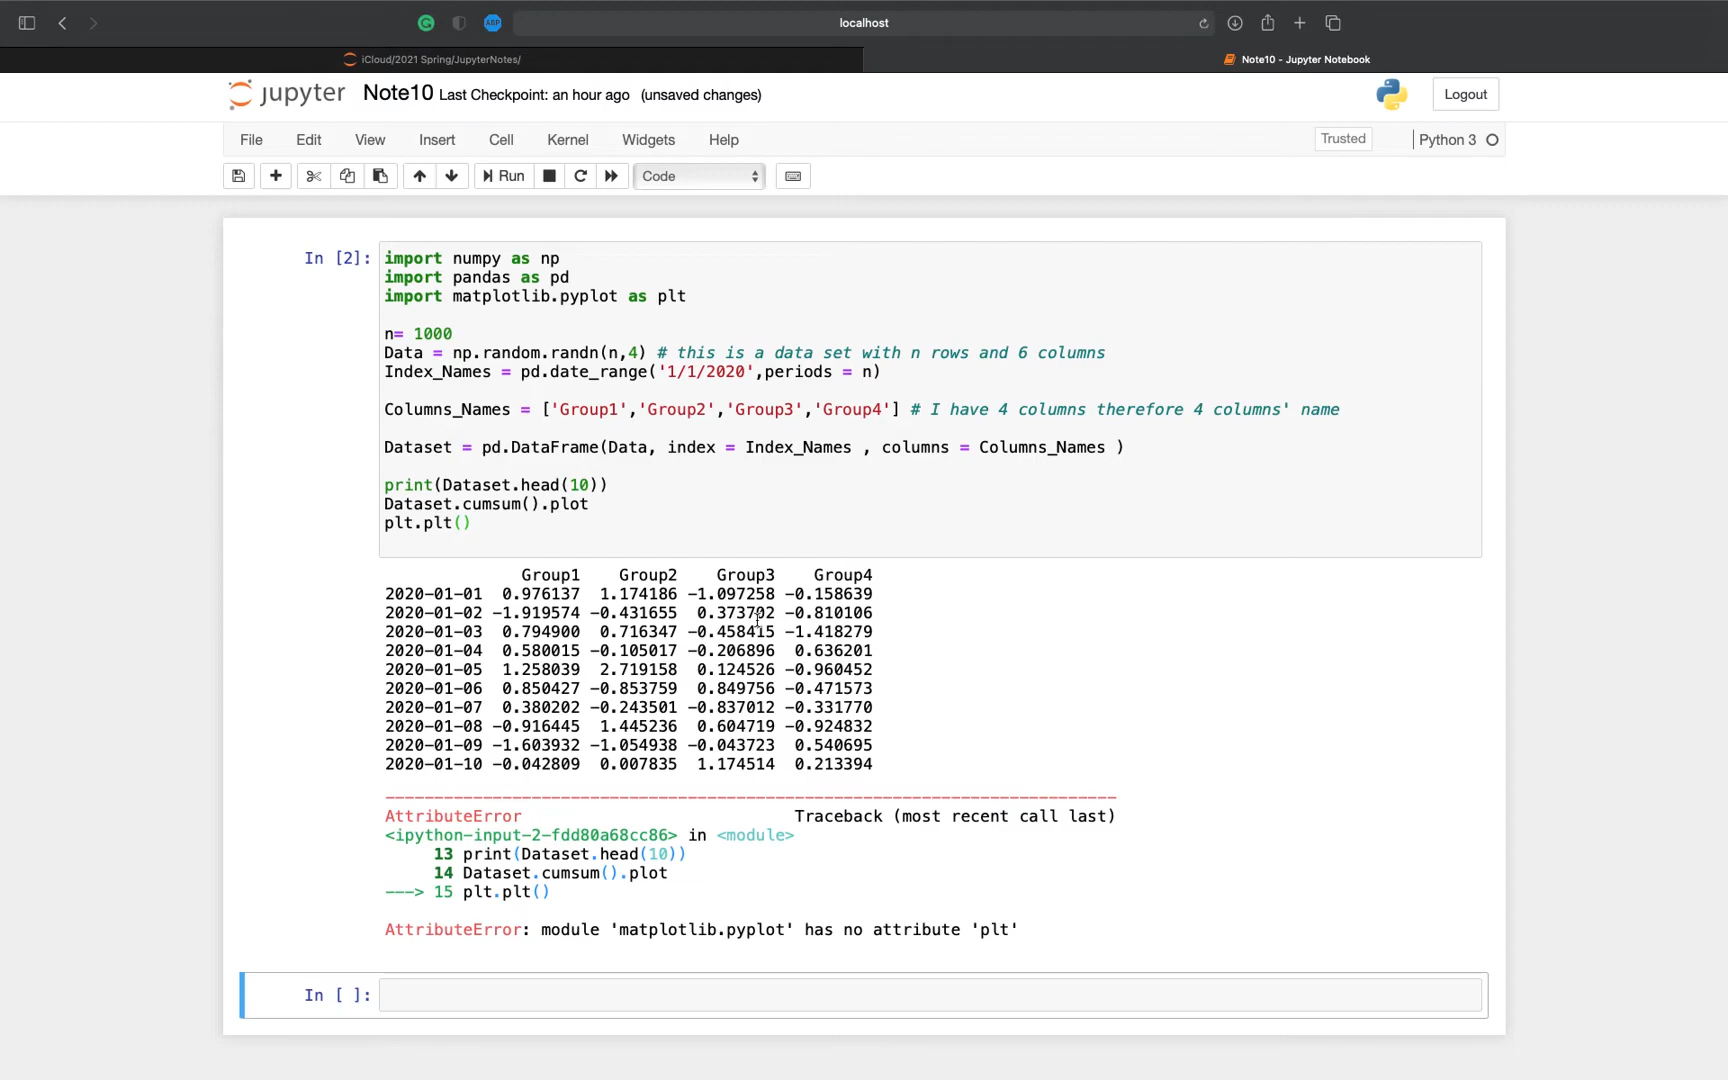 localhost
iCloud/2021 Spring/JupyterNotes/
Note10 - Jupyter Notebook
jupyter Note10 Last Checkpoint: an hour ago (unsaved changes)
Logout
File Edit View Insert Cell Kernel Widgets Help
Trusted
Python 3
Run
Code
In [2]:
import numpy as np
import pandas as pd
import matplotlib.pyplot as plt
n= 1000
Data = np.random.randn(n,4) # this is a data set with n rows and 6 columns
Index_Names = pd.date_range('1/1/2020',periods = n)
Columns_Names = ['Group1','Group2','Group3','Group4'] # I have 4 columns therefore 4 columns' name
Dataset = pd.DataFrame(Data, index = Index_Names , columns = Columns_Names )
print(Dataset.head(10))
Dataset.cumsum().plot
plt.plt()
Group1 Group2 Group3 Group4
2020-01-01 0.976137 1.174186 -1.097258 -0.158639
2020-01-02 -1.919574 -0.431655 0.373702 -0.810106
2020-01-03 0.794900 0.716347 -0.458415 -1.418279
2020-01-04 0.580015 -0.105017 -0.206896 0.636201
2020-01-05 1.258039 2.719158 0.124526 -0.960452
2020-01-06 0.850427 -0.853759 0.849756 -0.471573
2020-01-07 0.380202 -0.243501 -0.837012 -0.331770
2020-01-08 -0.916445 1.445236 0.604719 -0.924832
2020-01-09 -1.603932 -1.054938 -0.043723 0.540695
2020-01-10 -0.042809 0.007835 1.174514 0.213394
---------------------------------------------------------------------------
AttributeError Traceback (most recent call last)
<ipython-input-2-fdd80a68cc86> in <module>
13 print(Dataset.head(10))
14 Dataset.cumsum().plot
---> 15 plt.plt()
AttributeError: module 'matplotlib.pyplot' has no attribute 'plt'
In [ ]: